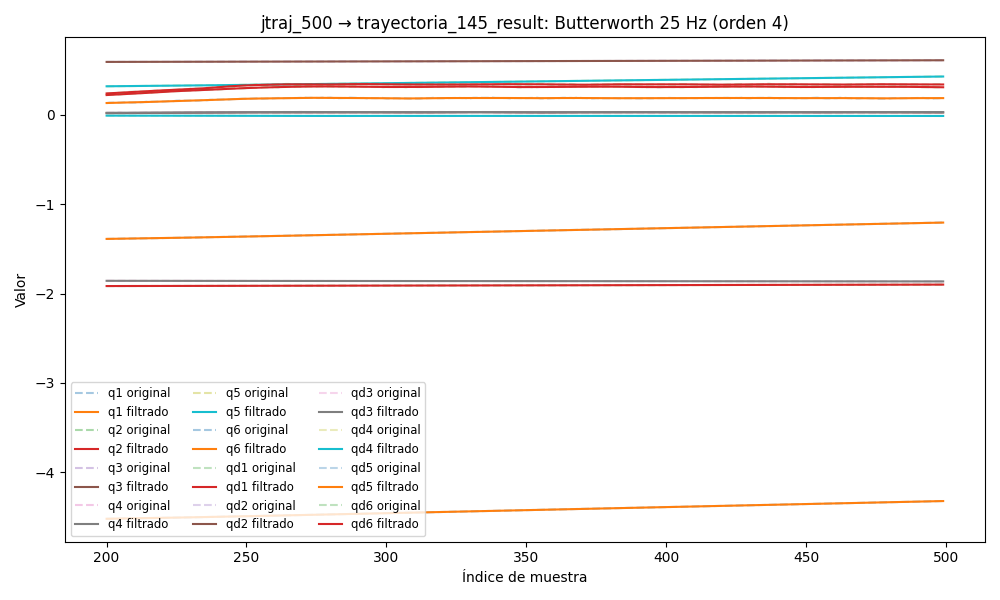 jtraj_500 → trayectoria_145_result: Butterworth 25 Hz (orden 4)
Valor
0
−1
−2
−3
−4
q1 original
q1 filtrado
q2 original
q2 filtrado
q3 original
q3 filtrado
q4 original
q4 filtrado
q5 original
q5 filtrado
q6 original
q6 filtrado
qd1 original
qd1 filtrado
qd2 original
qd2 filtrado
qd3 original
qd3 filtrado
qd4 original
qd4 filtrado
qd5 original
qd5 filtrado
qd6 original
qd6 filtrado
200
250
300
350
400
450
500
Índice de muestra